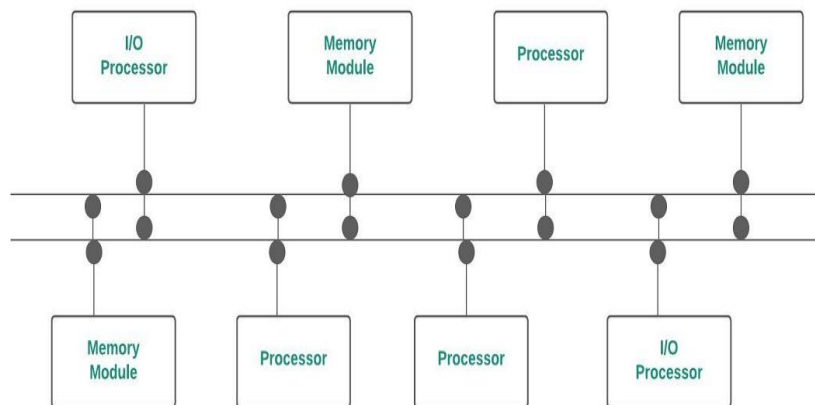 I/O
Processor
Memory
Module
Processor
Memory
Module
Memory
Module
Processor
Processor
I/O
Processor